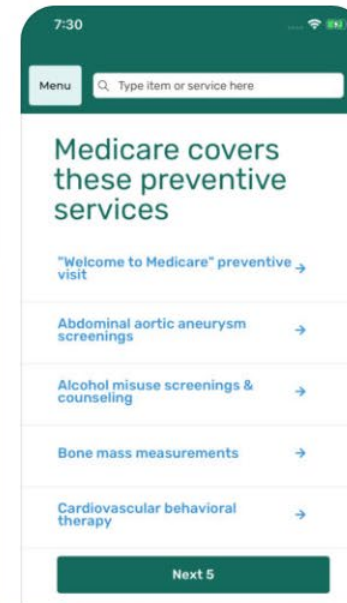 7:30
Menu
Type item or service here
Medicare covers
these preventive
services
"Welcome to Medicare" preventive
visit
Abdominal aortic aneurysm
screenings
Alcohol misuse screenings &
counseling
Bone mass measurements
Cardiovascular behavioral
therapy
Next 5